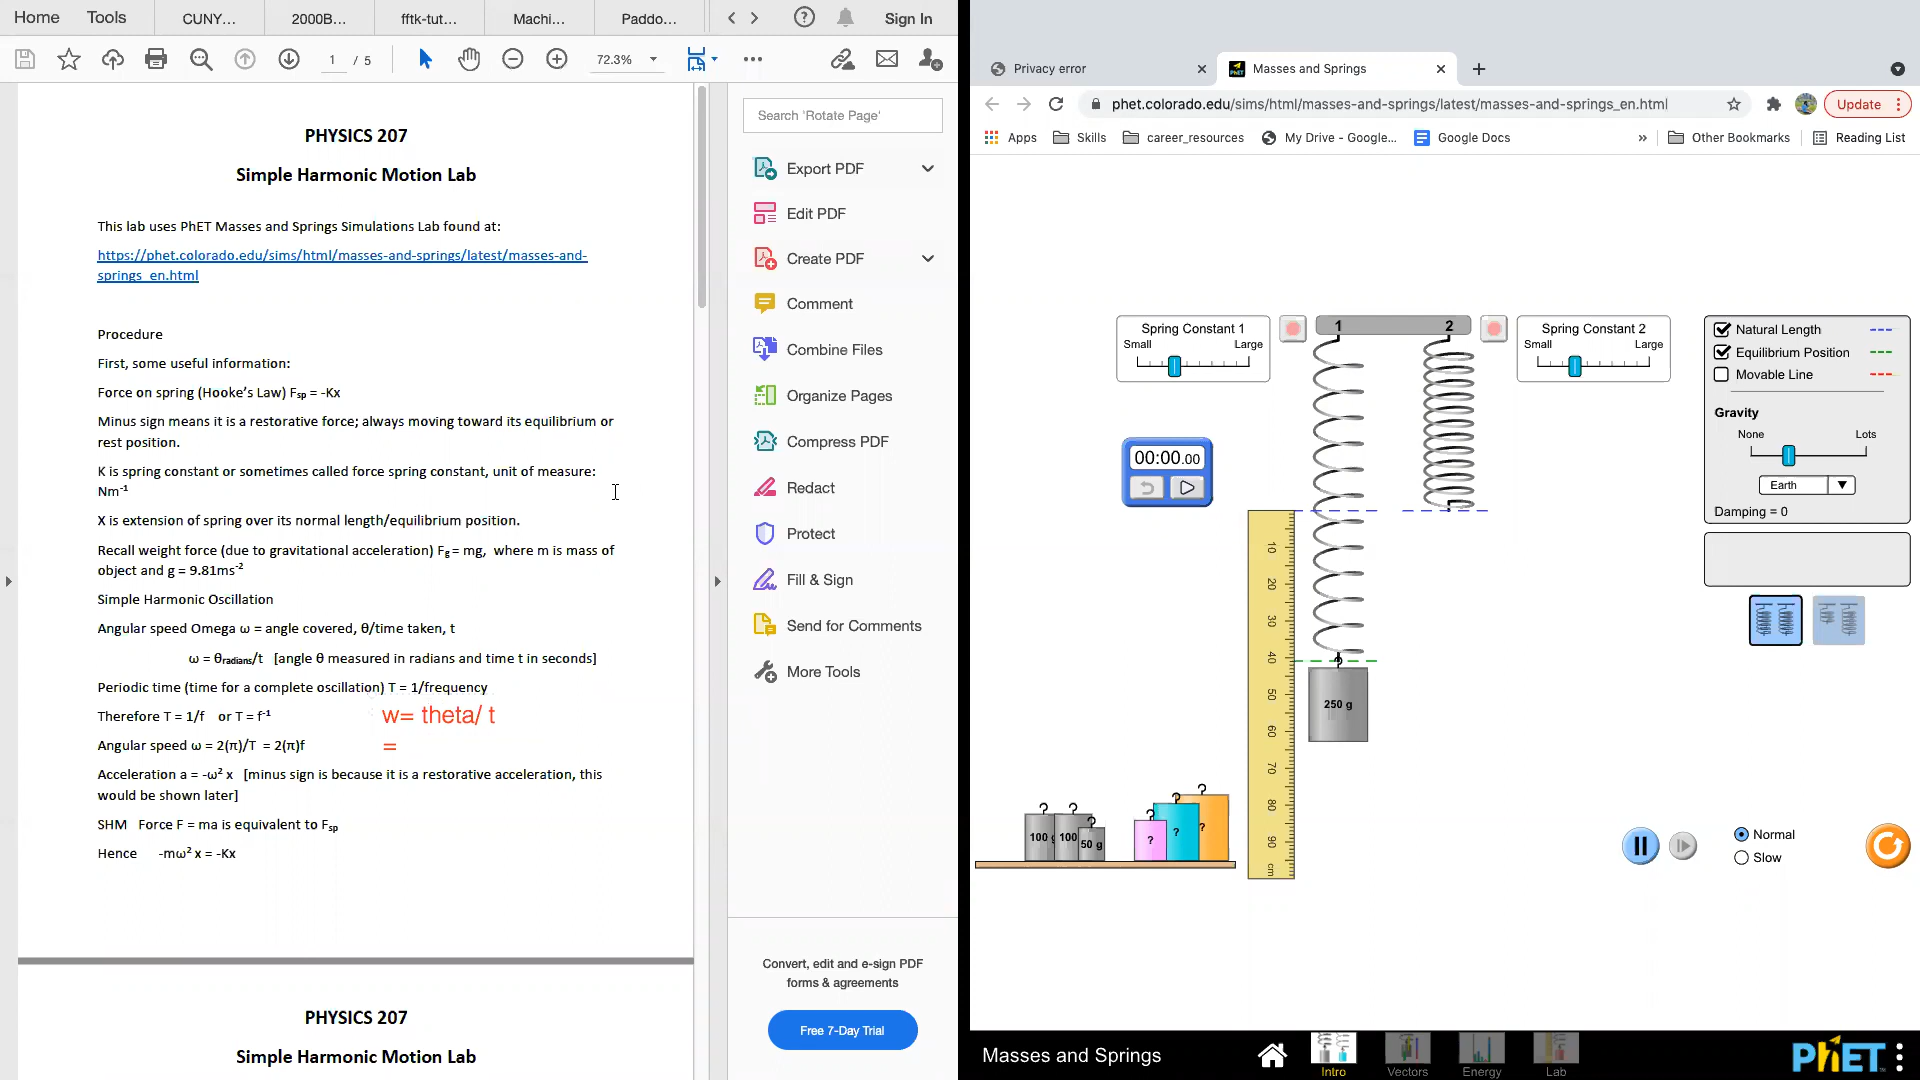 Home Tools CUNY... 2000B... fftk-tut... Machi... Paddo... Sign In
1 / 5 72.3%
PHYSICS 207
Simple Harmonic Motion Lab
This lab uses PhET Masses and Springs Simulations Lab found at:
https://phet.colorado.edu/sims/html/masses-and-springs/latest/masses-and-
springs_en.html
Procedure
First, some useful information:
Force on spring (Hooke's Law) Fsp = -Kx
Minus sign means it is a restorative force; always moving toward its equilibrium or
rest position.
K is spring constant or sometimes called force spring constant, unit of measure:
Nm⁻¹
X is extension of spring over its normal length/equilibrium position.
Recall weight force (due to gravitational acceleration) Fg = mg, where m is mass of
object and g = 9.81ms⁻²
Simple Harmonic Oscillation
Angular speed Omega ω = angle covered, θ/time taken, t
ω = θradians/t [angle θ measured in radians and time t in seconds]
Periodic time (time for a complete oscillation) T = 1/frequency
Therefore T = 1/f or T = f⁻¹
w= theta/ t
Angular speed ω = 2(π)/T = 2(π)f
=
Acceleration a = -ω² x [minus sign is because it is a restorative acceleration, this
would be shown later]
SHM Force F = ma is equivalent to Fsp
Hence -mω² x = -Kx
PHYSICS 207
Simple Harmonic Motion Lab
Search 'Rotate Page'
Export PDF
Edit PDF
Create PDF
Comment
Combine Files
Organize Pages
Compress PDF
Redact
Protect
Fill & Sign
Send for Comments
More Tools
Convert, edit and e-sign PDF
forms & agreements
Free 7-Day Trial
Privacy error
Masses and Springs
phet.colorado.edu/sims/html/masses-and-springs/latest/masses-and-springs_en.html
Update
Apps Skills career_resources My Drive - Google... Google Docs » Other Bookmarks Reading List
Spring Constant 1
Small Large
1 2
Spring Constant 2
Small Large
Natural Length
Equilibrium Position
Movable Line
Gravity
None Lots
Earth
Damping = 0
00:00.00
10
20
30
40
50
60
70
80
90
cm
250 g
100 g
100
50 g
?
?
?
Normal
Slow
Masses and Springs
Intro
Vectors
Energy
Lab
PhET